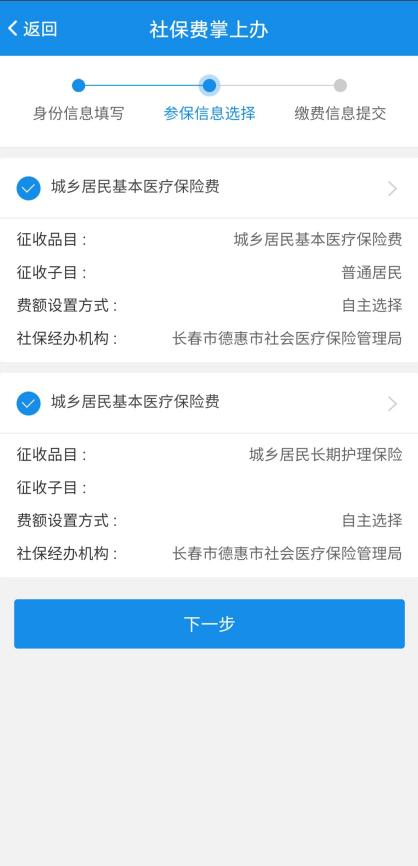 返回
社保费掌上办
身份信息填写 参保信息选择 缴费信息提交
城乡居民基本医疗保险费
征收品目： 城乡居民基本医疗保险费
征收子目： 普通居民
费额设置方式： 自主选择
社保经办机构： 长春市德惠市社会医疗保险管理局
城乡居民基本医疗保险费
征收品目： 城乡居民长期护理保险
征收子目：
费额设置方式： 自主选择
社保经办机构： 长春市德惠市社会医疗保险管理局
下一步